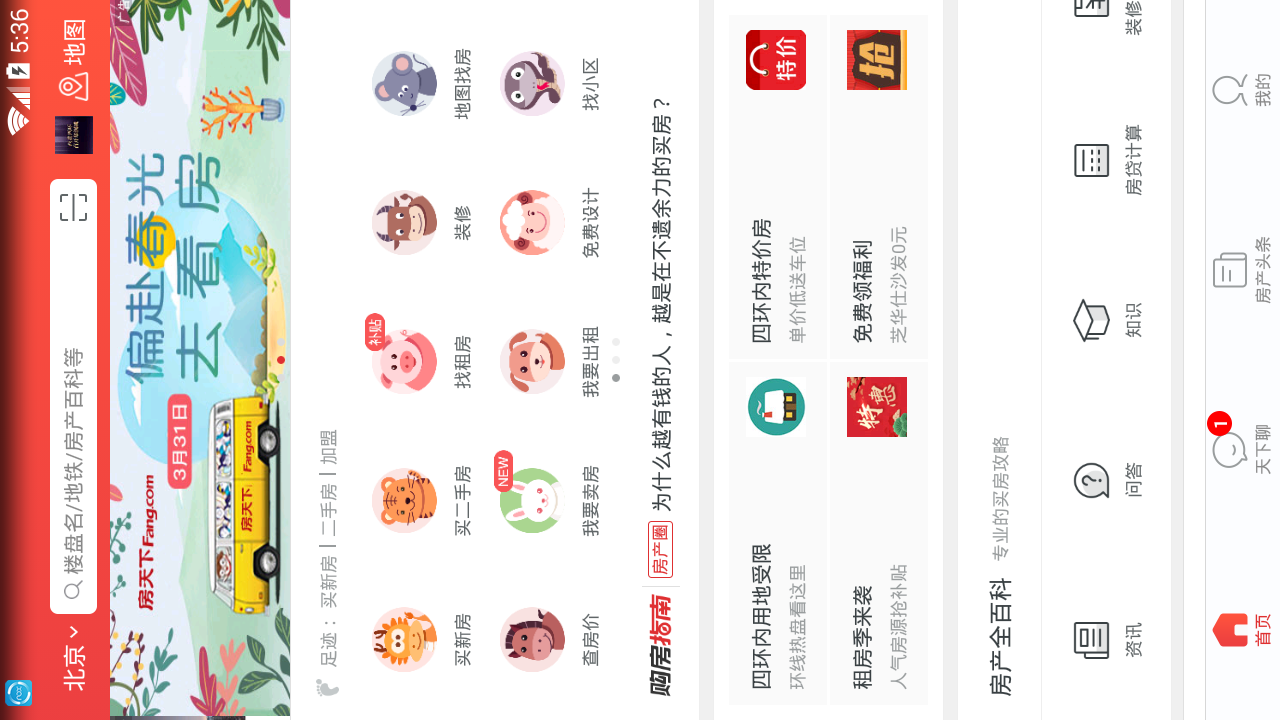 5:36
北京
楼盘名/地铁/房产百科等
地图
广告
房天下 Fang.com
3月31日
偏赴春光
去看房
房天下 Fang.com
Fang.com
足迹： 买新房 | 二手房 | 加盟
补贴
买新房 买二手房 找租房 装修 地图找房
NEW
查房价 我要卖房 我要出租 免费设计 找小区
购房指南 房产圈 为什么越有钱的人，越是在不遗余力的买房？
四环内用地受限
环线热盘看这里
四环内特价房
单价低送车位
特价
租房季来袭
人气房源抢补贴
特惠
免费领福利
芝华仕沙发0元
抢
房产全百科 专业的买房攻略
资讯 问答 知识 房贷计算 装修
1
首页 天下聊 房产头条 我的